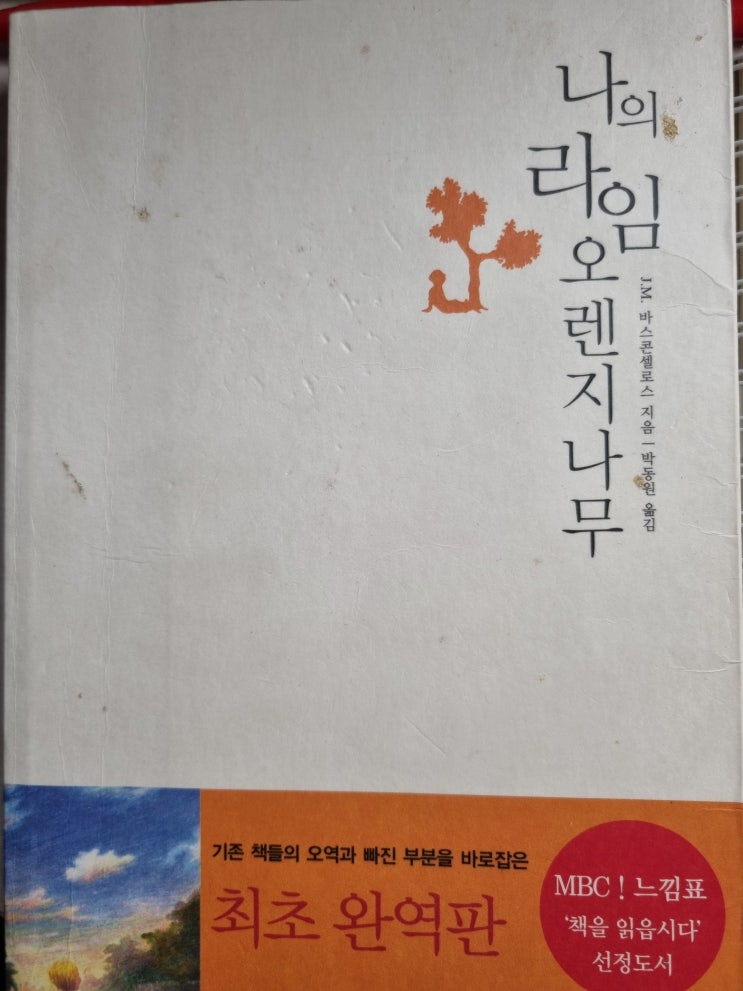 나의
라임
오렌지나무
J.M. 바스콘셀로스 지음 ㅣ 박동원 옮김
기존 책들의 오역과 빠진 부분을 바로잡은
최초 완역판
MBC! 느낌표
'책을 읽읍시다'
선정도서